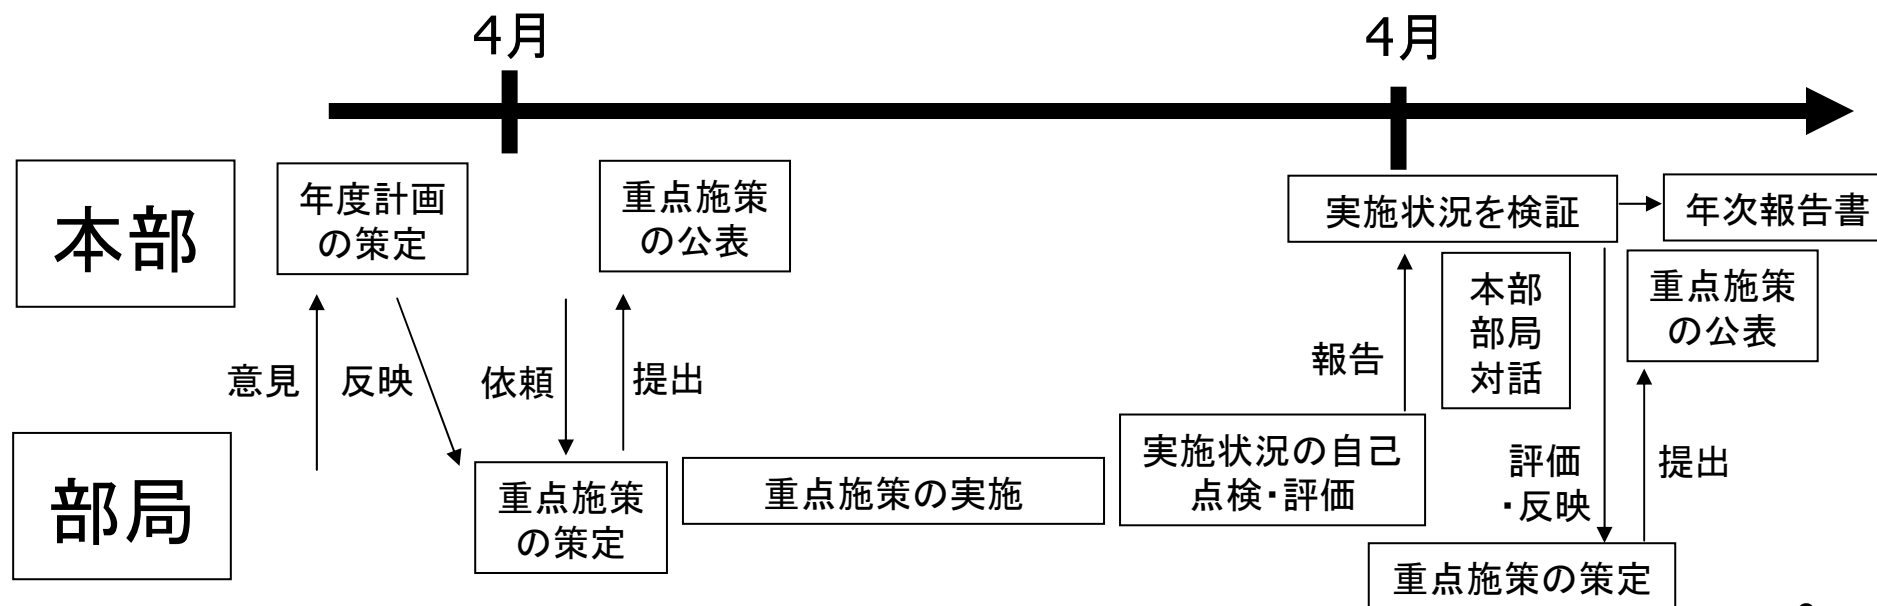 4月
4月
本部
年度計画
の策定
重点施策
の公表
実施状況を検証
年次報告書
本部
部局
対話
重点施策
の公表
意見
反映
依頼
提出
報告
評価
・反映
提出
部局
重点施策
の策定
重点施策の実施
実施状況の自己
点検・評価
重点施策の策定